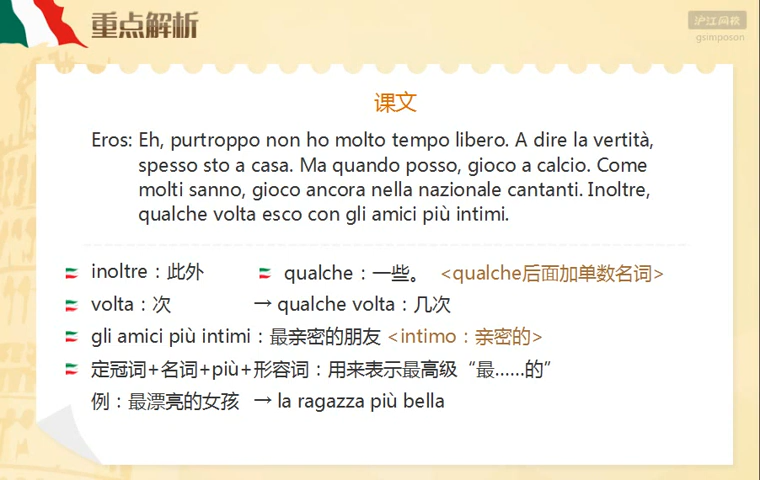 重点解析
沪江网校
gsimposon
课文
Eros: Eh, purtroppo non ho molto tempo libero. A dire la vertità,
spesso sto a casa. Ma quando posso, gioco a calcio. Come
molti sanno, gioco ancora nella nazionale cantanti. Inoltre,
qualche volta esco con gli amici più intimi.
inoltre：此外 qualche：一些。 <qualche后面加单数名词>
volta：次 → qualche volta：几次
gli amici più intimi：最亲密的朋友 <intimo：亲密的>
定冠词+名词+più+形容词：用来表示最高级“最……的”
例：最漂亮的女孩 → la ragazza più bella